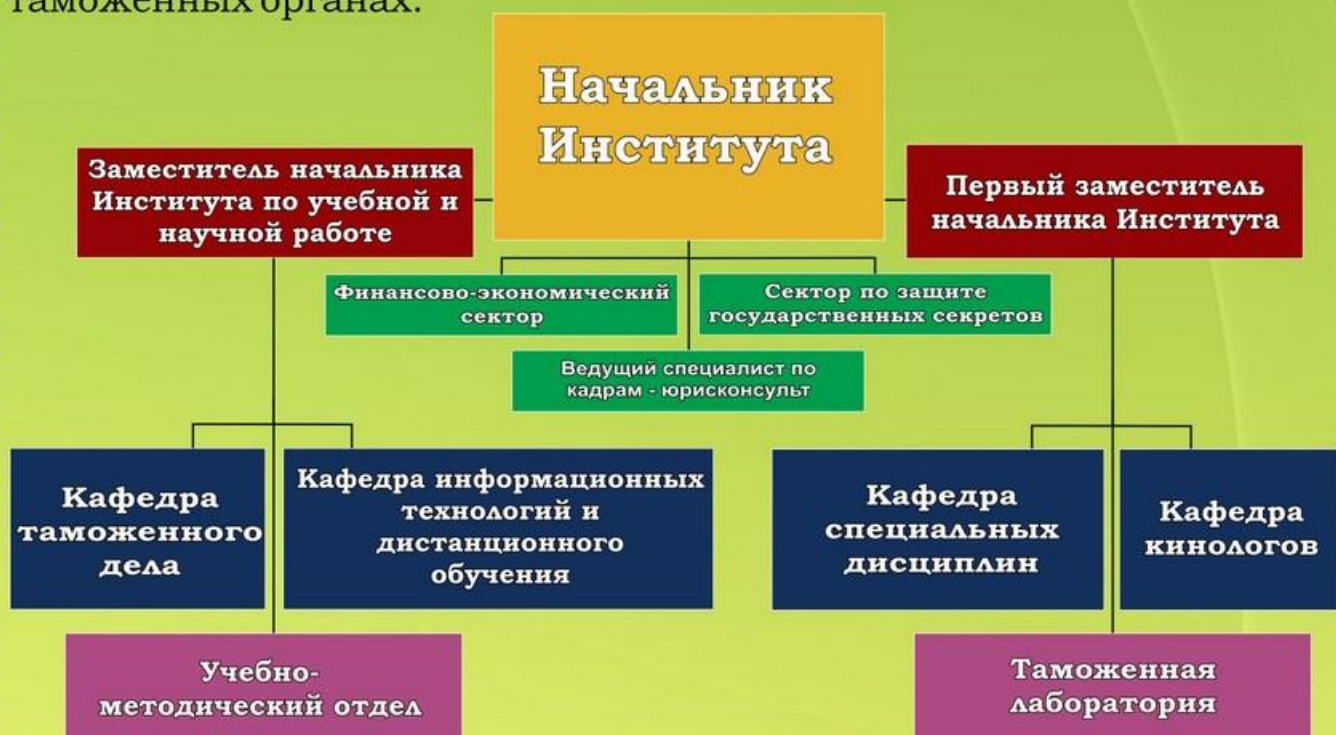 таможенных органах.
Начальник
Института
Заместитель начальника
Института по учебной и
научной работе
Первый заместитель
начальника Института
Финансово-экономический
сектор
Сектор по защите
государственных секретов
Ведущий специалист по
кадрам - юрисконсульт
Кафедра
таможенного
дела
Кафедра информационных
технологий и
дистанционного
обучения
Кафедра
специальных
дисциплин
Кафедра
кинологов
Учебно-
методический отдел
Таможенная
лаборатория